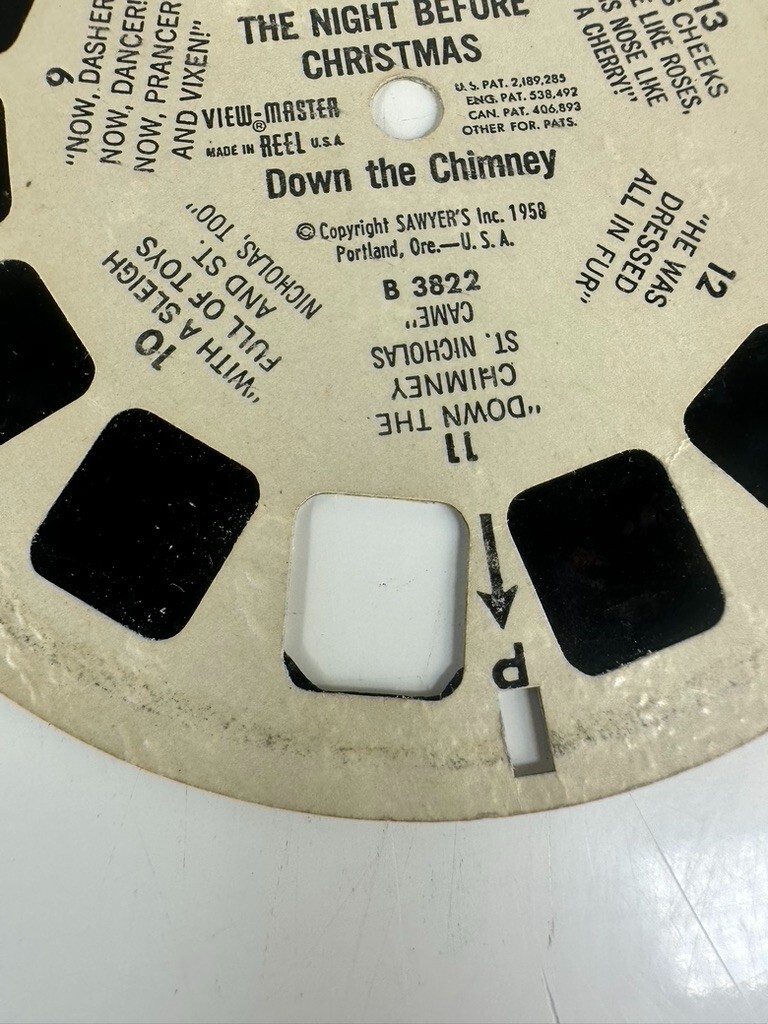 THE NIGHT BEFORE
CHRISTMAS
VIEW-MASTER
®
MADE IN REEL U.S.A.
U.S. PAT. 2,189,285
ENG. PAT. 538,492
CAN. PAT. 406,893
OTHER FOR. PATS.
Down the Chimney
© Copyright SAWYER'S Inc. 1958
Portland, Ore.—U.S.A.
B 3822
9
"NOW, DASHER!
NOW, DANCER!
NOW, PRANCER
AND VIXEN!"
10
"WITH A SLEIGH
FULL OF TOYS
AND ST.
NICHOLAS, TOO"
11
"DOWN THE
CHIMNEY
ST. NICHOLAS
CAME"
12
"HE WAS
DRESSED
ALL IN FUR"
13
S CHEEKS
E LIKE ROSES,
S NOSE LIKE
A CHERRY!"
P